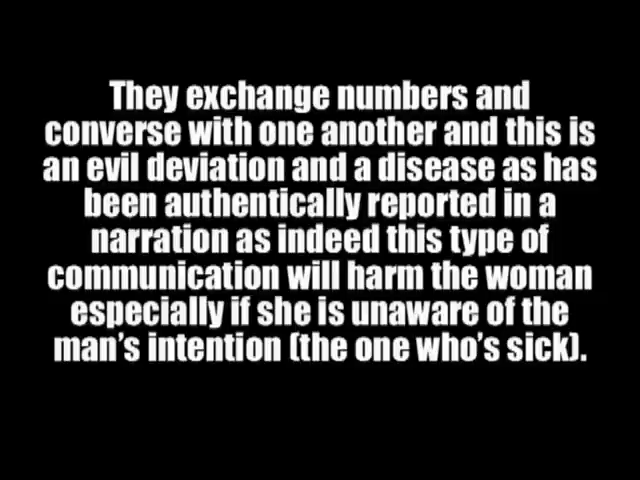 They exchange numbers and
converse with one another and this is
an evil deviation and a disease as has
been authentically reported in a
narration as indeed this type of
communication will harm the woman
especially if she is unaware of the
man's intention (the one who's sick).